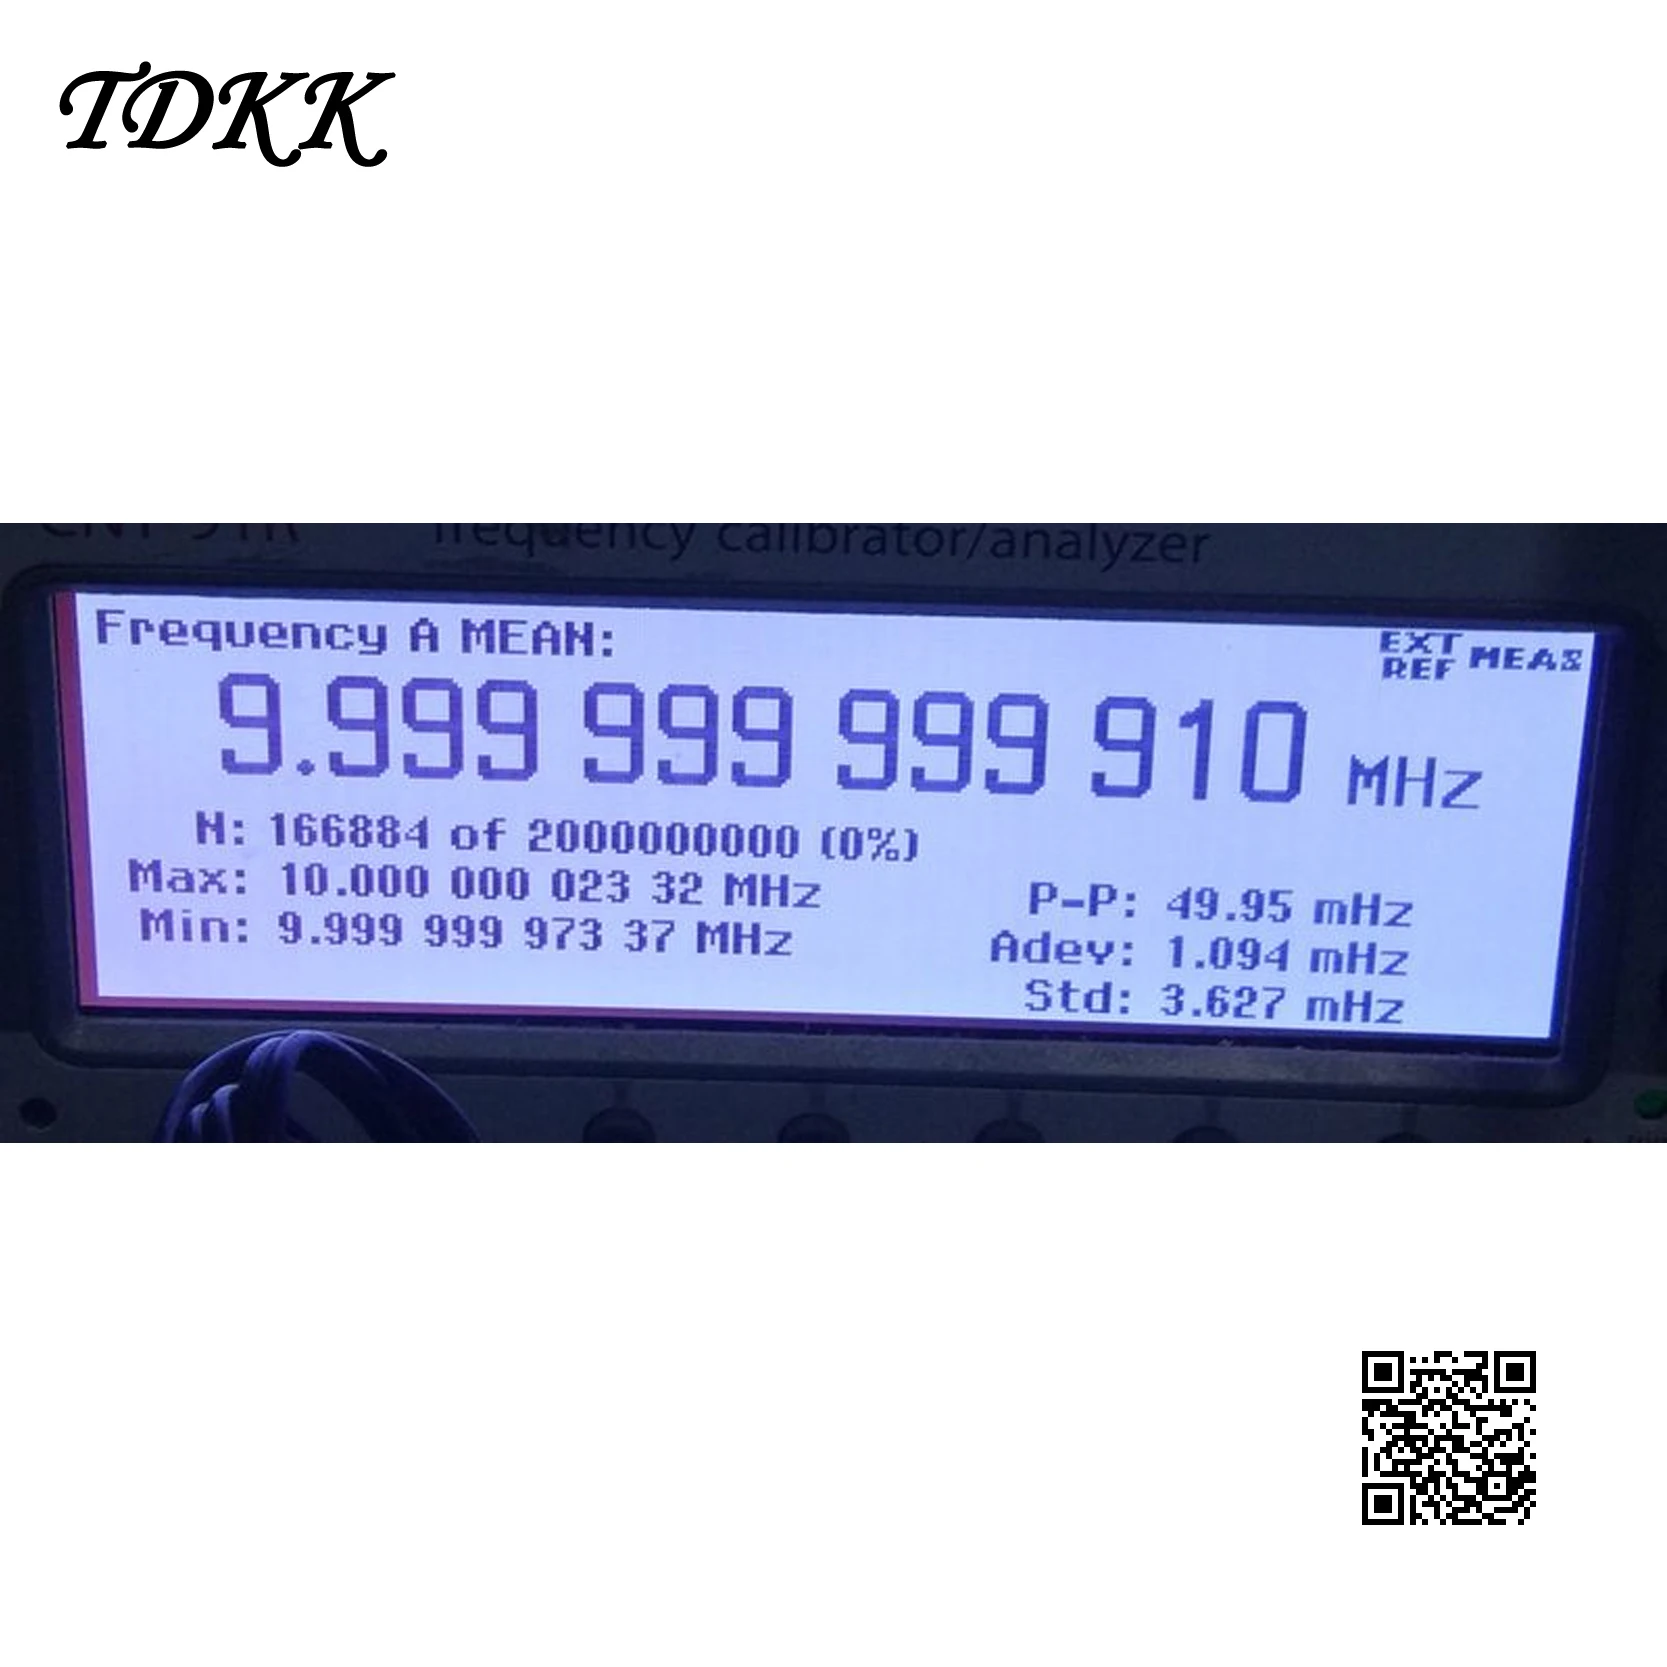 TDKK
frequency calibrator/analyzer
Frequency A MEAN:
EXT REF MEAS
9.999 999 999 910 MHz
N: 166884 of 2000000000 (0%)
Max: 10.000 000 023 32 MHz
P-P: 49.95 mHz
Min: 9.999 999 973 37 MHz
Adev: 1.094 mHz
Std: 3.627 mHz